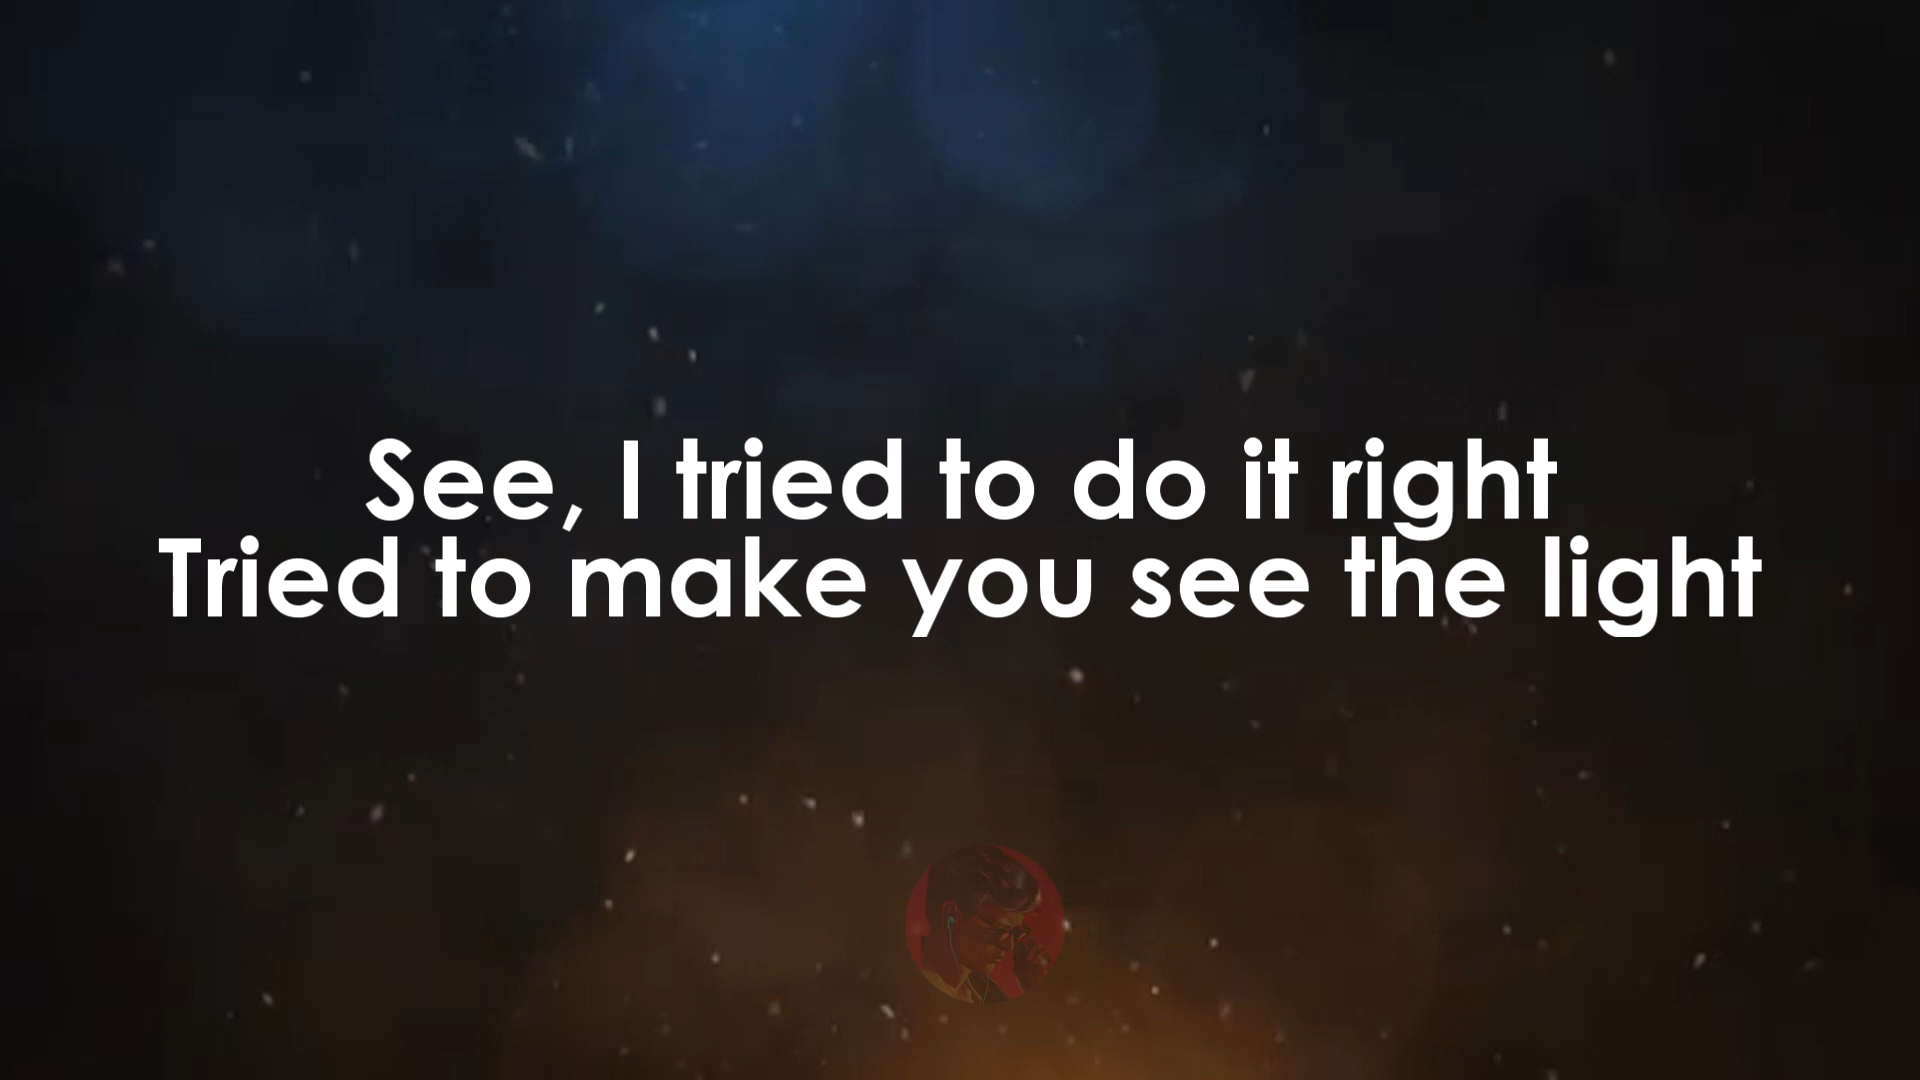 See, I tried to do it right
Tried to make you see the light